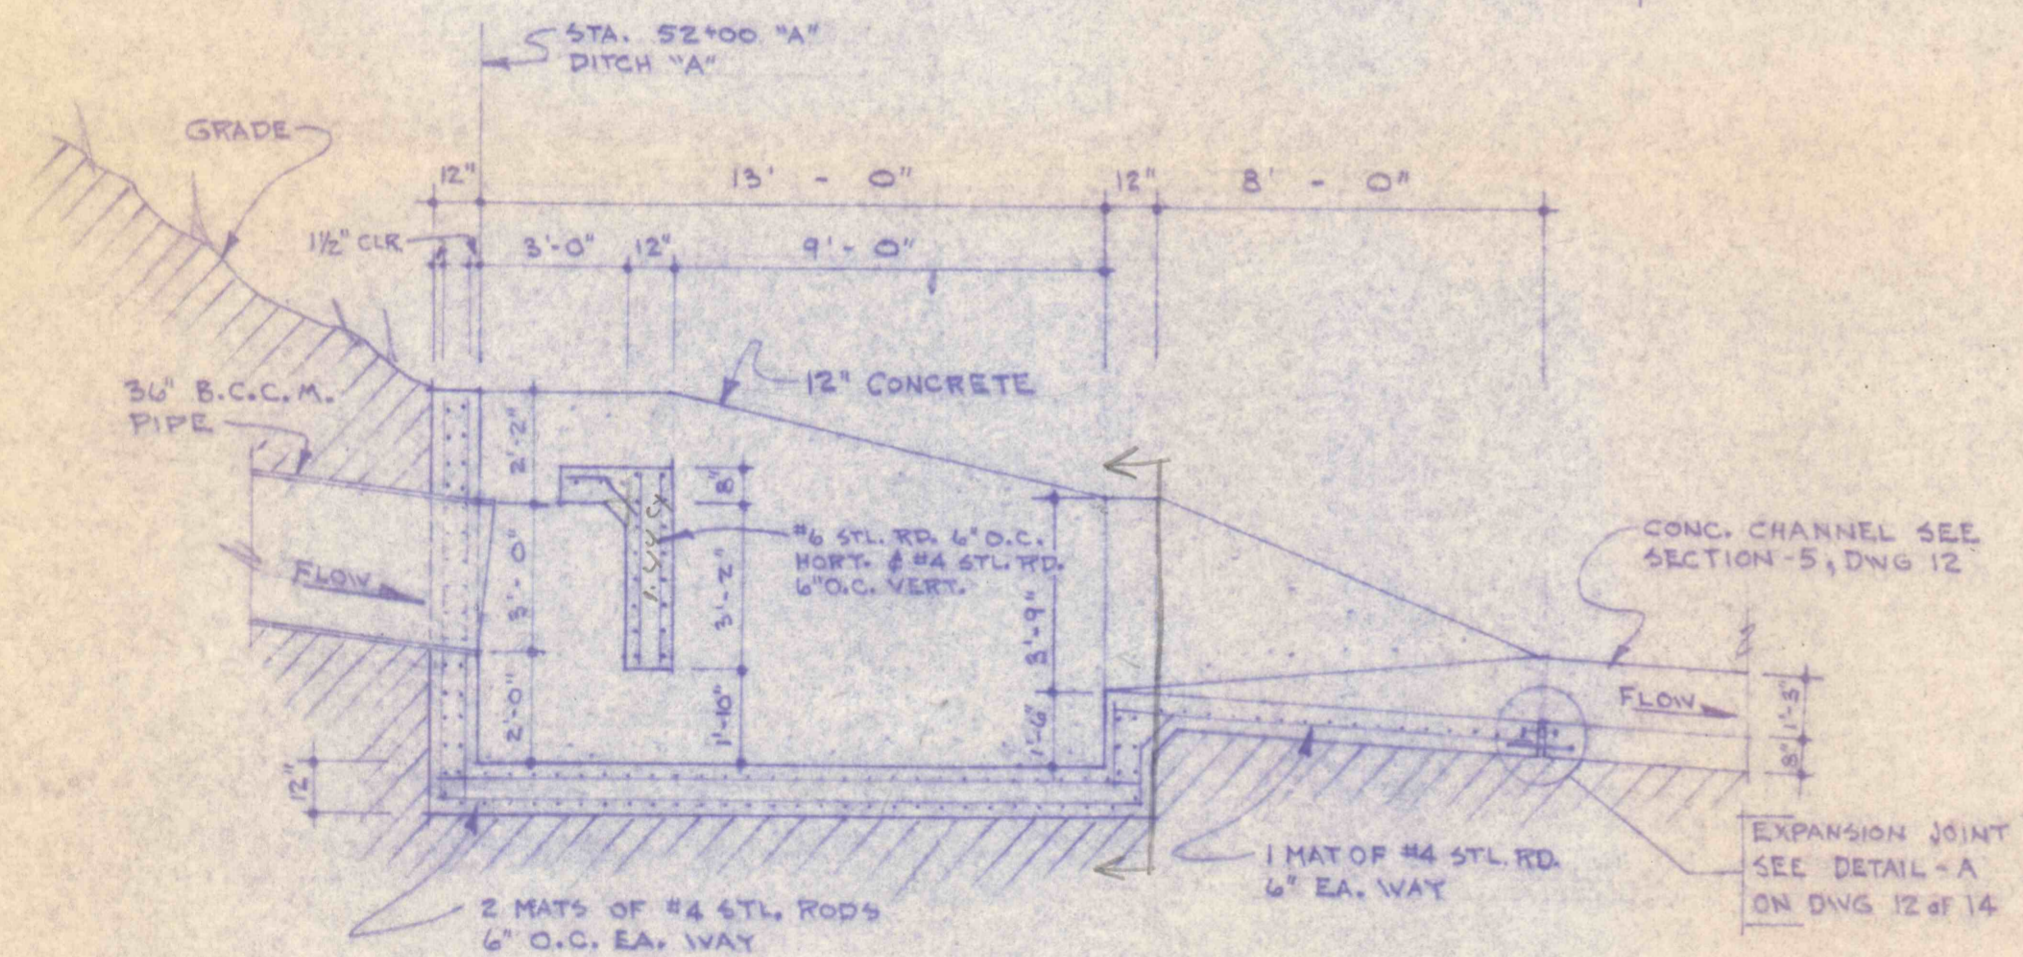 STA. 52+00 "A"
DITCH "A"
GRADE
12"
13' - 0"
12"
8' - 0"
1½" CLR.
3'-0"
12"
9'-0"
36" B.C.C.M.
PIPE
12" CONCRETE
2'-2"
8"
#6 STL. RD. 6" O.C.
HORT. & #4 STL. RD.
6" O.C. VERT.
CONC. CHANNEL SEE
SECTION-5, DWG 12
FLOW
3'-0"
3'-2"
3'-9"
FLOW
1'-3"
2'-0"
1'-10"
1'-6"
8"
12"
EXPANSION JOINT
SEE DETAIL-A
ON DWG 12 OF 14
1 MAT OF #4 STL. RD.
6" EA. WAY
2 MATS OF #4 STL. RODS
6" O.C. EA. WAY